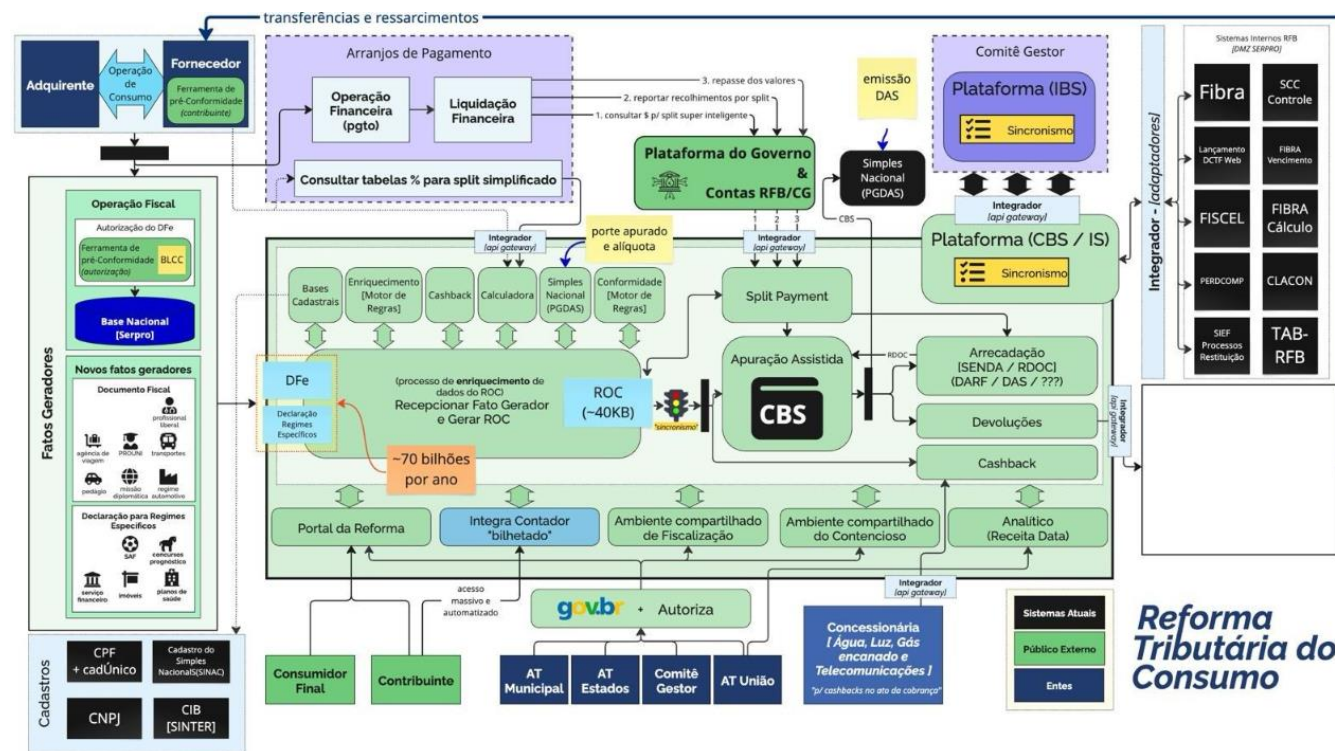 transferências e ressarcimentos
Adquirente
Operação
de
Consumo
Fornecedor
Ferramenta de
pré-Conformidade
(contribuinte)
Arranjos de Pagamento
Operação
Financeira
(pgto)
Liquidação
Financeira
3. repasse dos valores
2. reportar recolhimentos por split
1. consultar $ p/ split super inteligente
Consultar tabelas % para split simplificado
Plataforma do Governo
&
Contas RFB/CG
emissão
DAS
Simples
Nacional
(PGDAS)
CBS
Comitê Gestor
Plataforma (IBS)
Sincronismo
Integrador
[api gateway]
Plataforma (CBS / IS)
Sincronismo
Integrador - [adaptadores]
Sistemas Internos RFB
[DMZ SERPRO]
Fibra
SCC
Controle
Lançamento
DCTF Web
FIBRA
Vencimento
FISCEL
FIBRA
Cálculo
PERDCOMP
CLACON
SIEF
Processos
Restituição
TAB-
RFB
Fatos Geradores
Operação Fiscal
Autorização do DFe
Ferramenta de
pré-Conformidade
(autorização)
BLCC
Base Nacional
[Serpro]
Novos fatos geradores
Documento Fiscal
profissional
liberal
agência de
viagem
PROUNI
transportes
pedágio
missão
diplomática
regime
automotivo
Declaração para Regimes
Específicos
SAF
concursos
prognóstico
serviço
financeiro
imóveis
planos de
saúde
Integrador
[api gateway]
porte apurado
e alíquota
1 2 3
Integrador
[api gateway]
Bases
Cadastrais
Enriquecimento
[Motor de
Regras]
Cashback
Calculadora
Simples
Nacional
(PGDAS)
Conformidade
[Motor de
Regras]
Split Payment
DFe
Declaração
Regimes
Específicos
(processo de enriquecimento de
dados do ROC)
Recepcionar Fato Gerador
e Gerar ROC
ROC
(~40KB)
"sincronismo"
Apuração Assistida
CBS
RDOC
Arrecadação
[SENDA / RDOC]
(DARF / DAS / ???)
Devoluções
Cashback
Integrador
[api gateway]
~70 bilhões
por ano
Portal da Reforma
Integra Contador
"bilhetado"
Ambiente compartilhado
de Fiscalização
Ambiente compartilhado
do Contencioso
Analítico
(Receita Data)
Integrador
[api gateway]
acesso
massivo e
automatizado
gov.br + Autoriza
Consumidor
Final
Contribuinte
AT
Municipal
AT
Estados
Comitê
Gestor
AT União
Concessionária
[ Água, Luz, Gás
encanado e
Telecomunicações ]
"p/ cashbacks no ato da cobrança"
Cadastros
CPF
+ cadÚnico
Cadastro do
Simples
NacionalS(SINAC)
CNPJ
CIB
[SINTER]
Sistemas Atuais
Público Externo
Entes
Reforma
Tributária do
Consumo